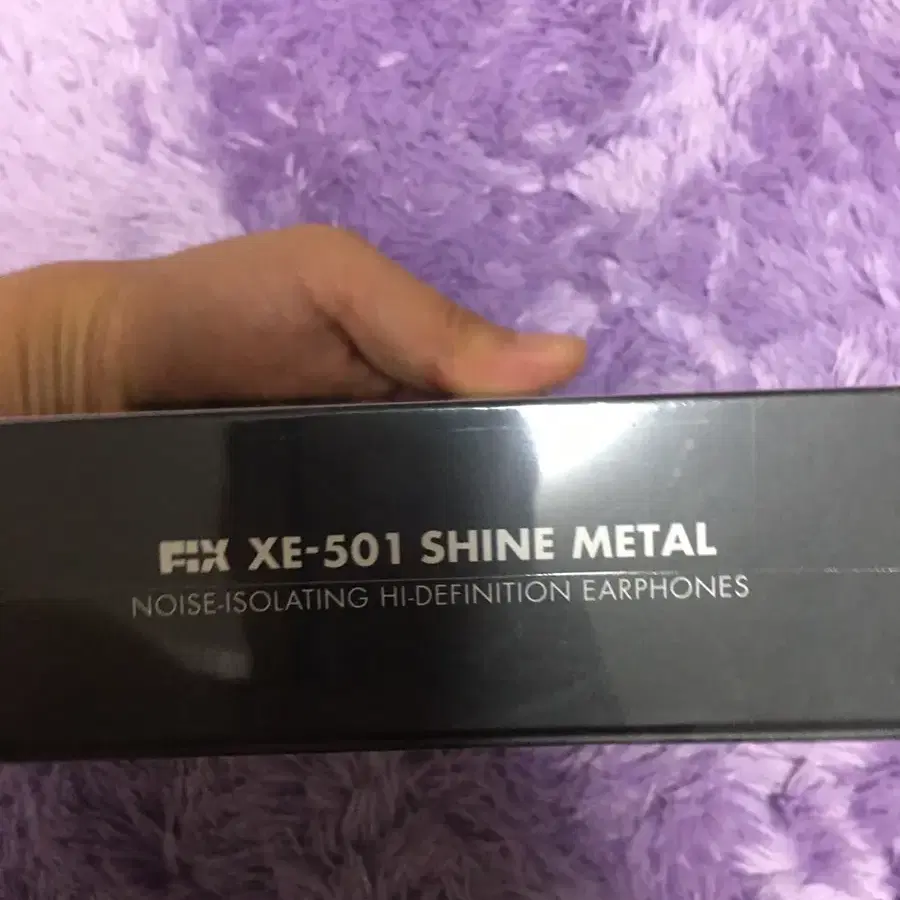 FIX XE-501 SHINE METAL
NOISE-ISOLATING HI-DEFINITION EARPHONES